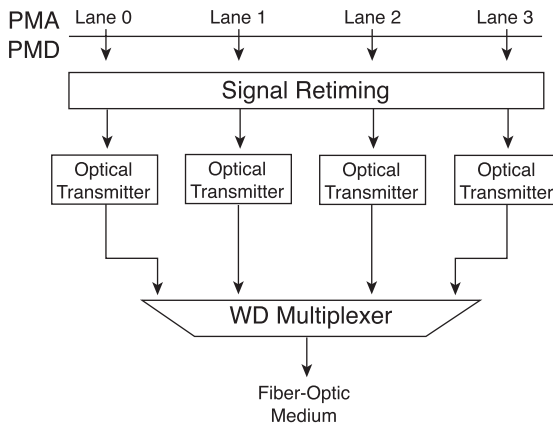 PMA
Lane 0 Lane 1 Lane 2 Lane 3
PMD
Signal Retiming
Optical Transmitter
Optical Transmitter
Optical Transmitter
Optical Transmitter
WD Multiplexer
Fiber-Optic
Medium